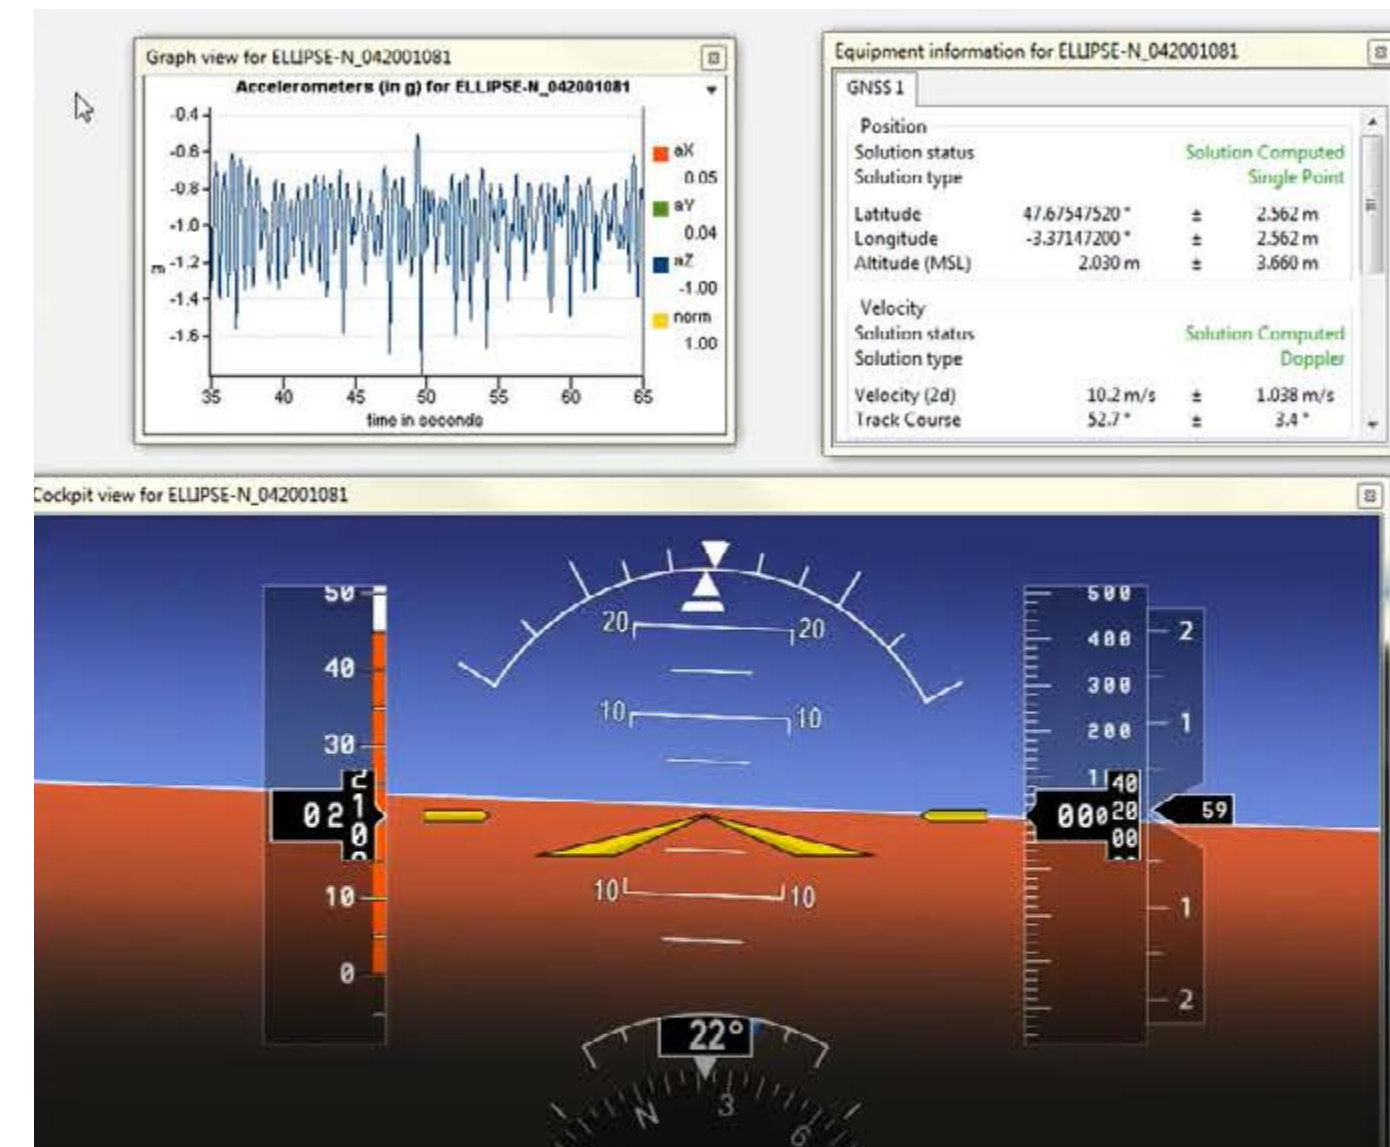 Graph view for ELLIPSE-N_042001081
Accelerometers (in g) for ELLIPSE-N_042001081
-0.4
-0.6
-0.8
-1.0
-1.2
-1.4
-1.6
m
35 40 45 50 55 60 65
time in seconds
aX
0.05
aY
0.04
aZ
-1.00
norm
1.00
Equipment information for ELLIPSE-N_042001081
GNSS 1
Position
Solution status Solution Computed
Solution type Single Point
Latitude 47.67547520 ° ± 2.562 m
Longitude -3.37147200 ° ± 2.562 m
Altitude (MSL) 2.030 m ± 3.660 m
Velocity
Solution status Solution Computed
Solution type Doppler
Velocity (2d) 10.2 m/s ± 1.038 m/s
Track Course 52.7 ° ± 3.4 °
Cockpit view for ELLIPSE-N_042001081
50
40
30
02
2
1
0
10
0
20 20
10 10
10 10
500
400
300
200
000
40
20
00
2
1
59
1
2
22°
N 3 6